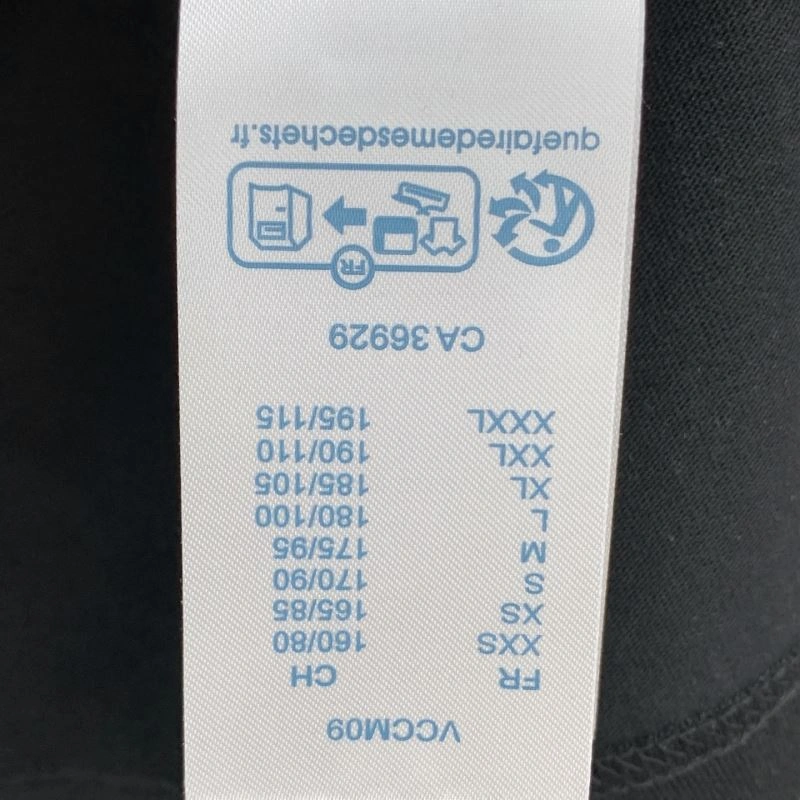 VCCM09
FR CH
XXS 160/80
XS 165/85
S 170/90
M 175/95
L 180/100
XL 185/105
XXL 190/110
XXXL 195/115
CA 36929
FR
quefairedemesdechets.fr